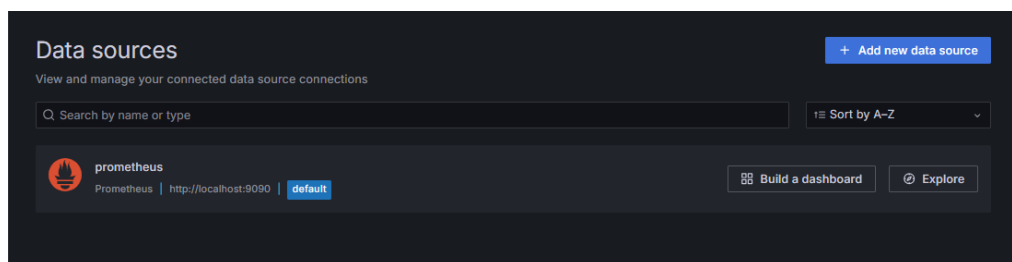 Data sources
+ Add new data source
View and manage your connected data source connections
Search by name or type
Sort by A–Z
prometheus
Prometheus | http://localhost:9090 | default
Build a dashboard
Explore